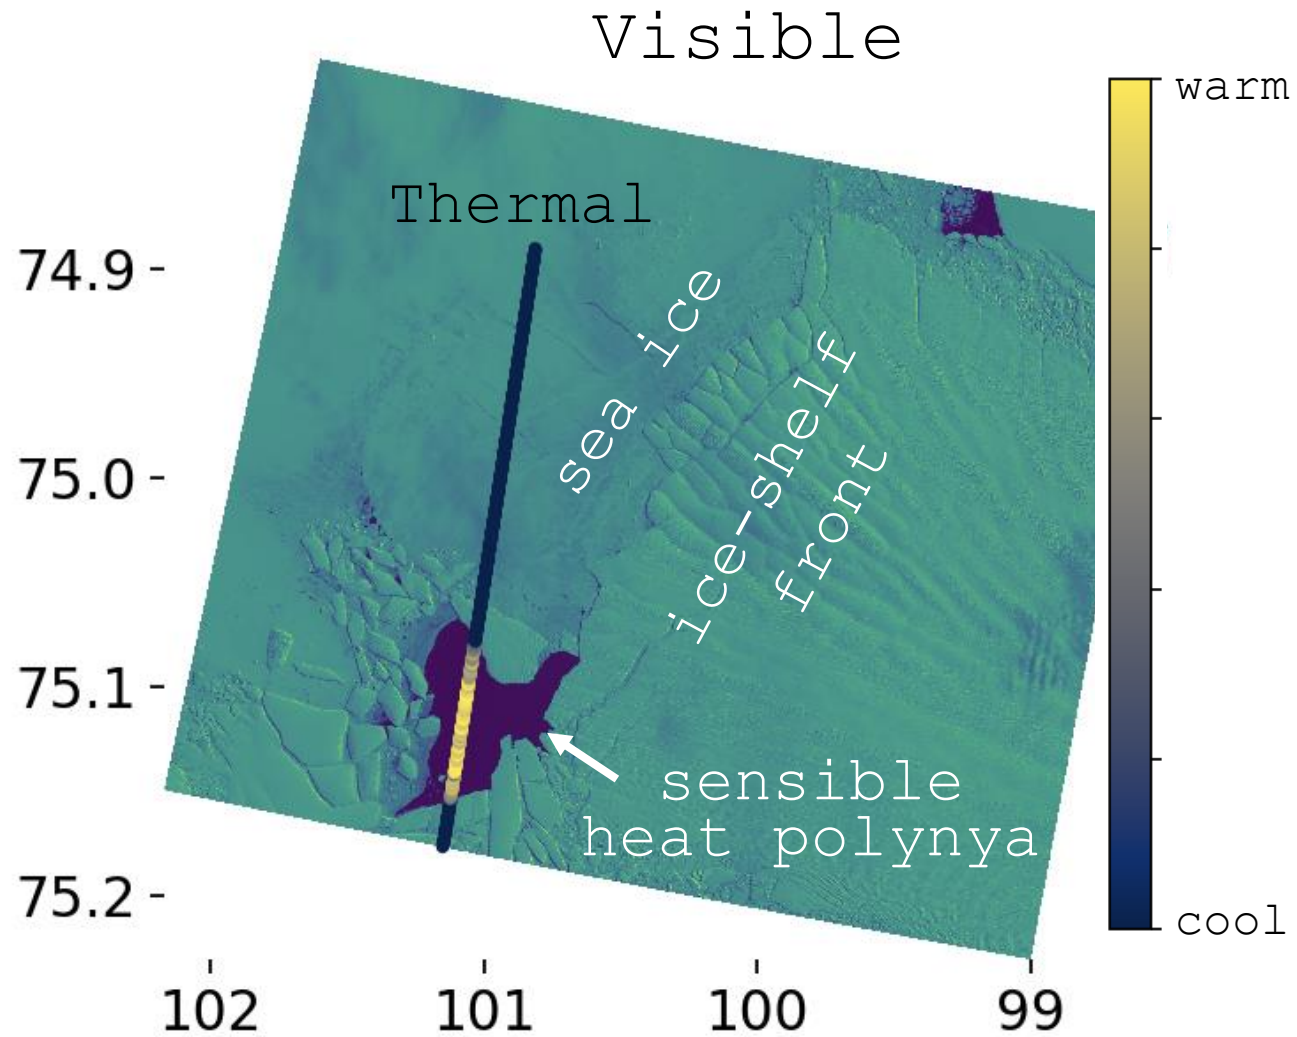 Visible
warm
Thermal
74.9
sea ice
ice-shelf
front
75.0
75.1
sensible
heat polynya
75.2
cool
102
101
100
99